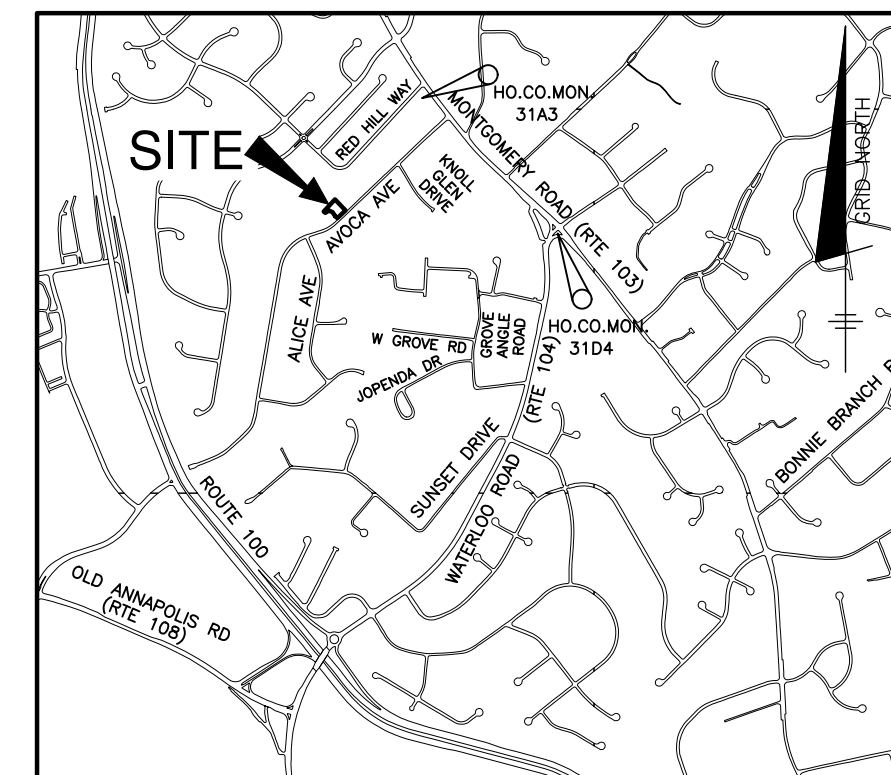 HO.CO.MON.
31A3
RED HILL WAY
MONTGOMERY ROAD (RTE 103)
SITE
KNOLL
GLEN
DRIVE
AVOCA AVE
GRID NORTH
ALICE AVE
HO.CO.MON.
31D4
W GROVE RD
GROVE
ANGLE
ROAD
JOPENDA DR
(RTE 104)
SUNSET DRIVE
WATERLOO ROAD
BONNIE BRANCH R
ROUTE 100
OLD ANNAPOLIS RD
(RTE 108)